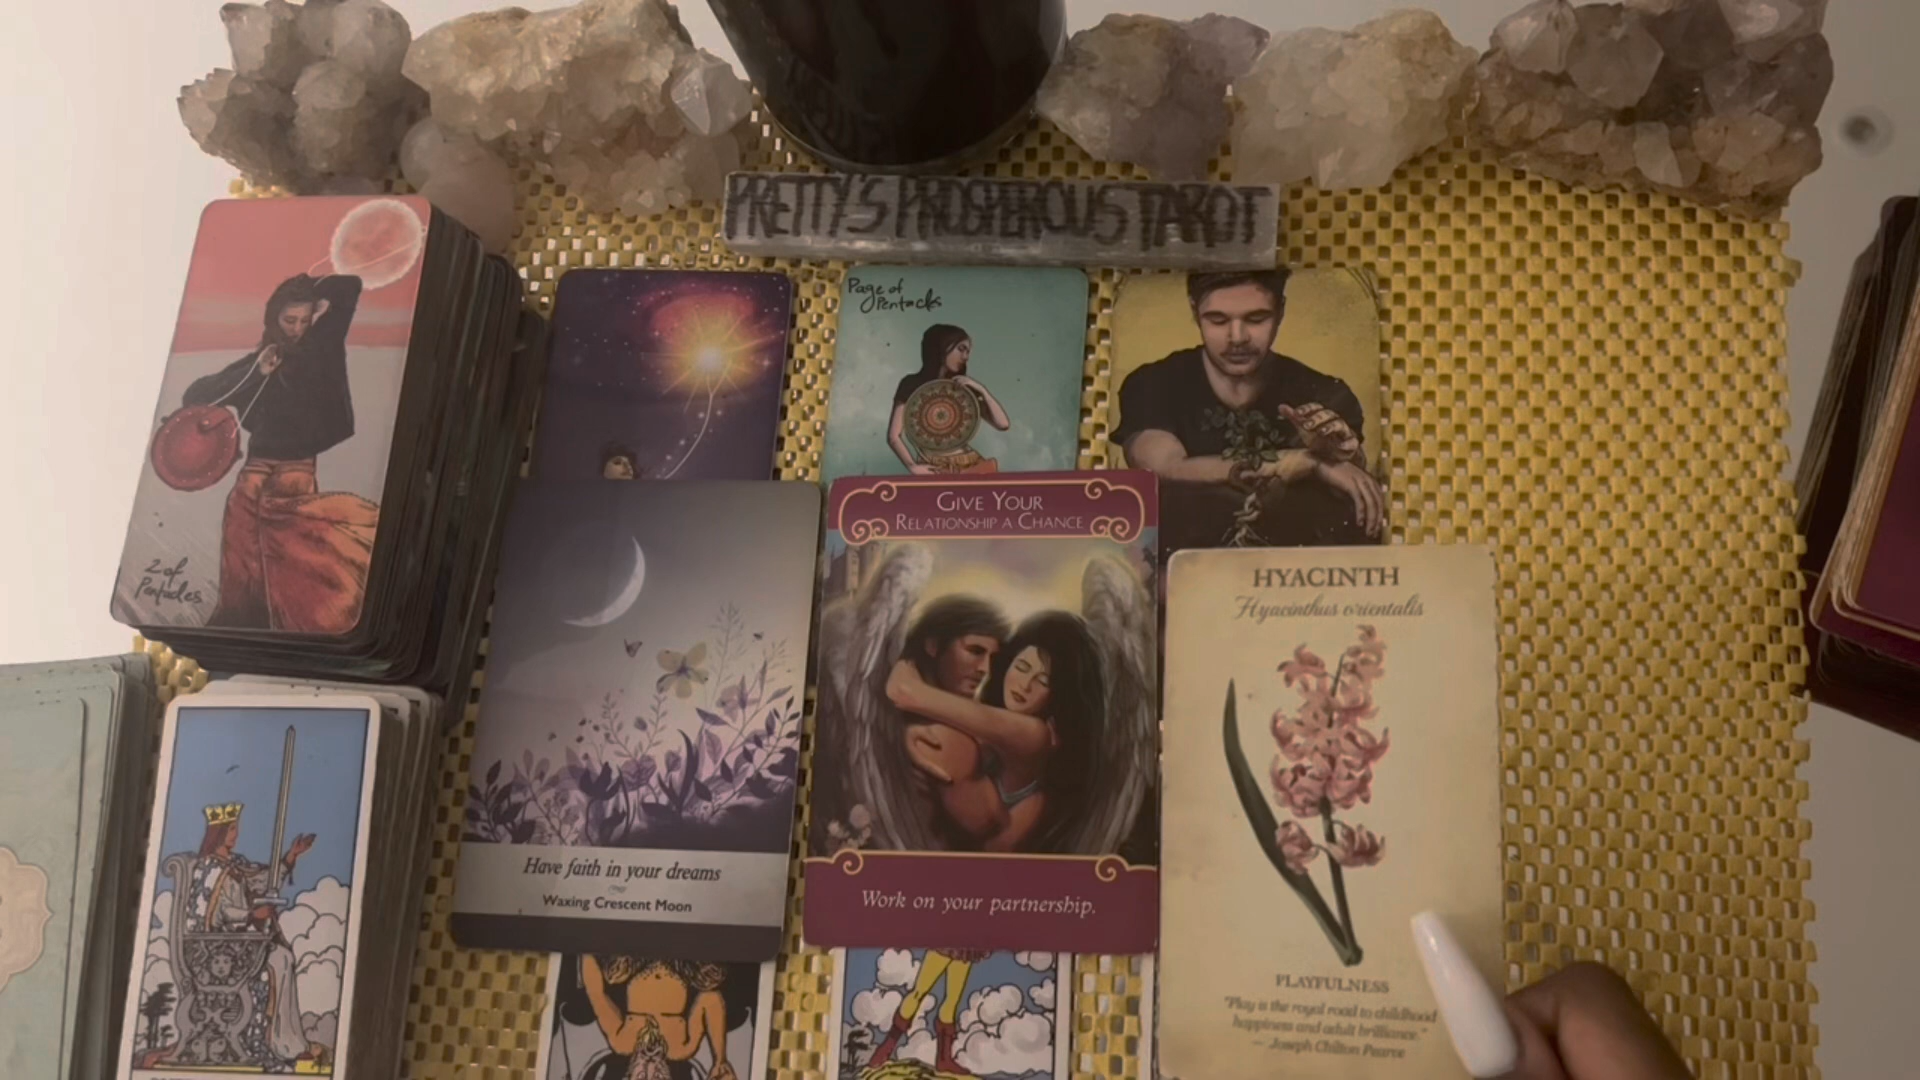 PRETTY'S PROSPEROUS TAROT
Page of
Pentacles
2 of
Pentacles
GIVE YOUR
RELATIONSHIP A CHANCE
Work on your partnership.
Have faith in your dreams
Waxing Crescent Moon
HYACINTH
Hyacinthus orientalis
PLAYFULNESS
"Play is the royal road to childhood
happiness and adult brilliance."
— Joseph Chilton Pearce